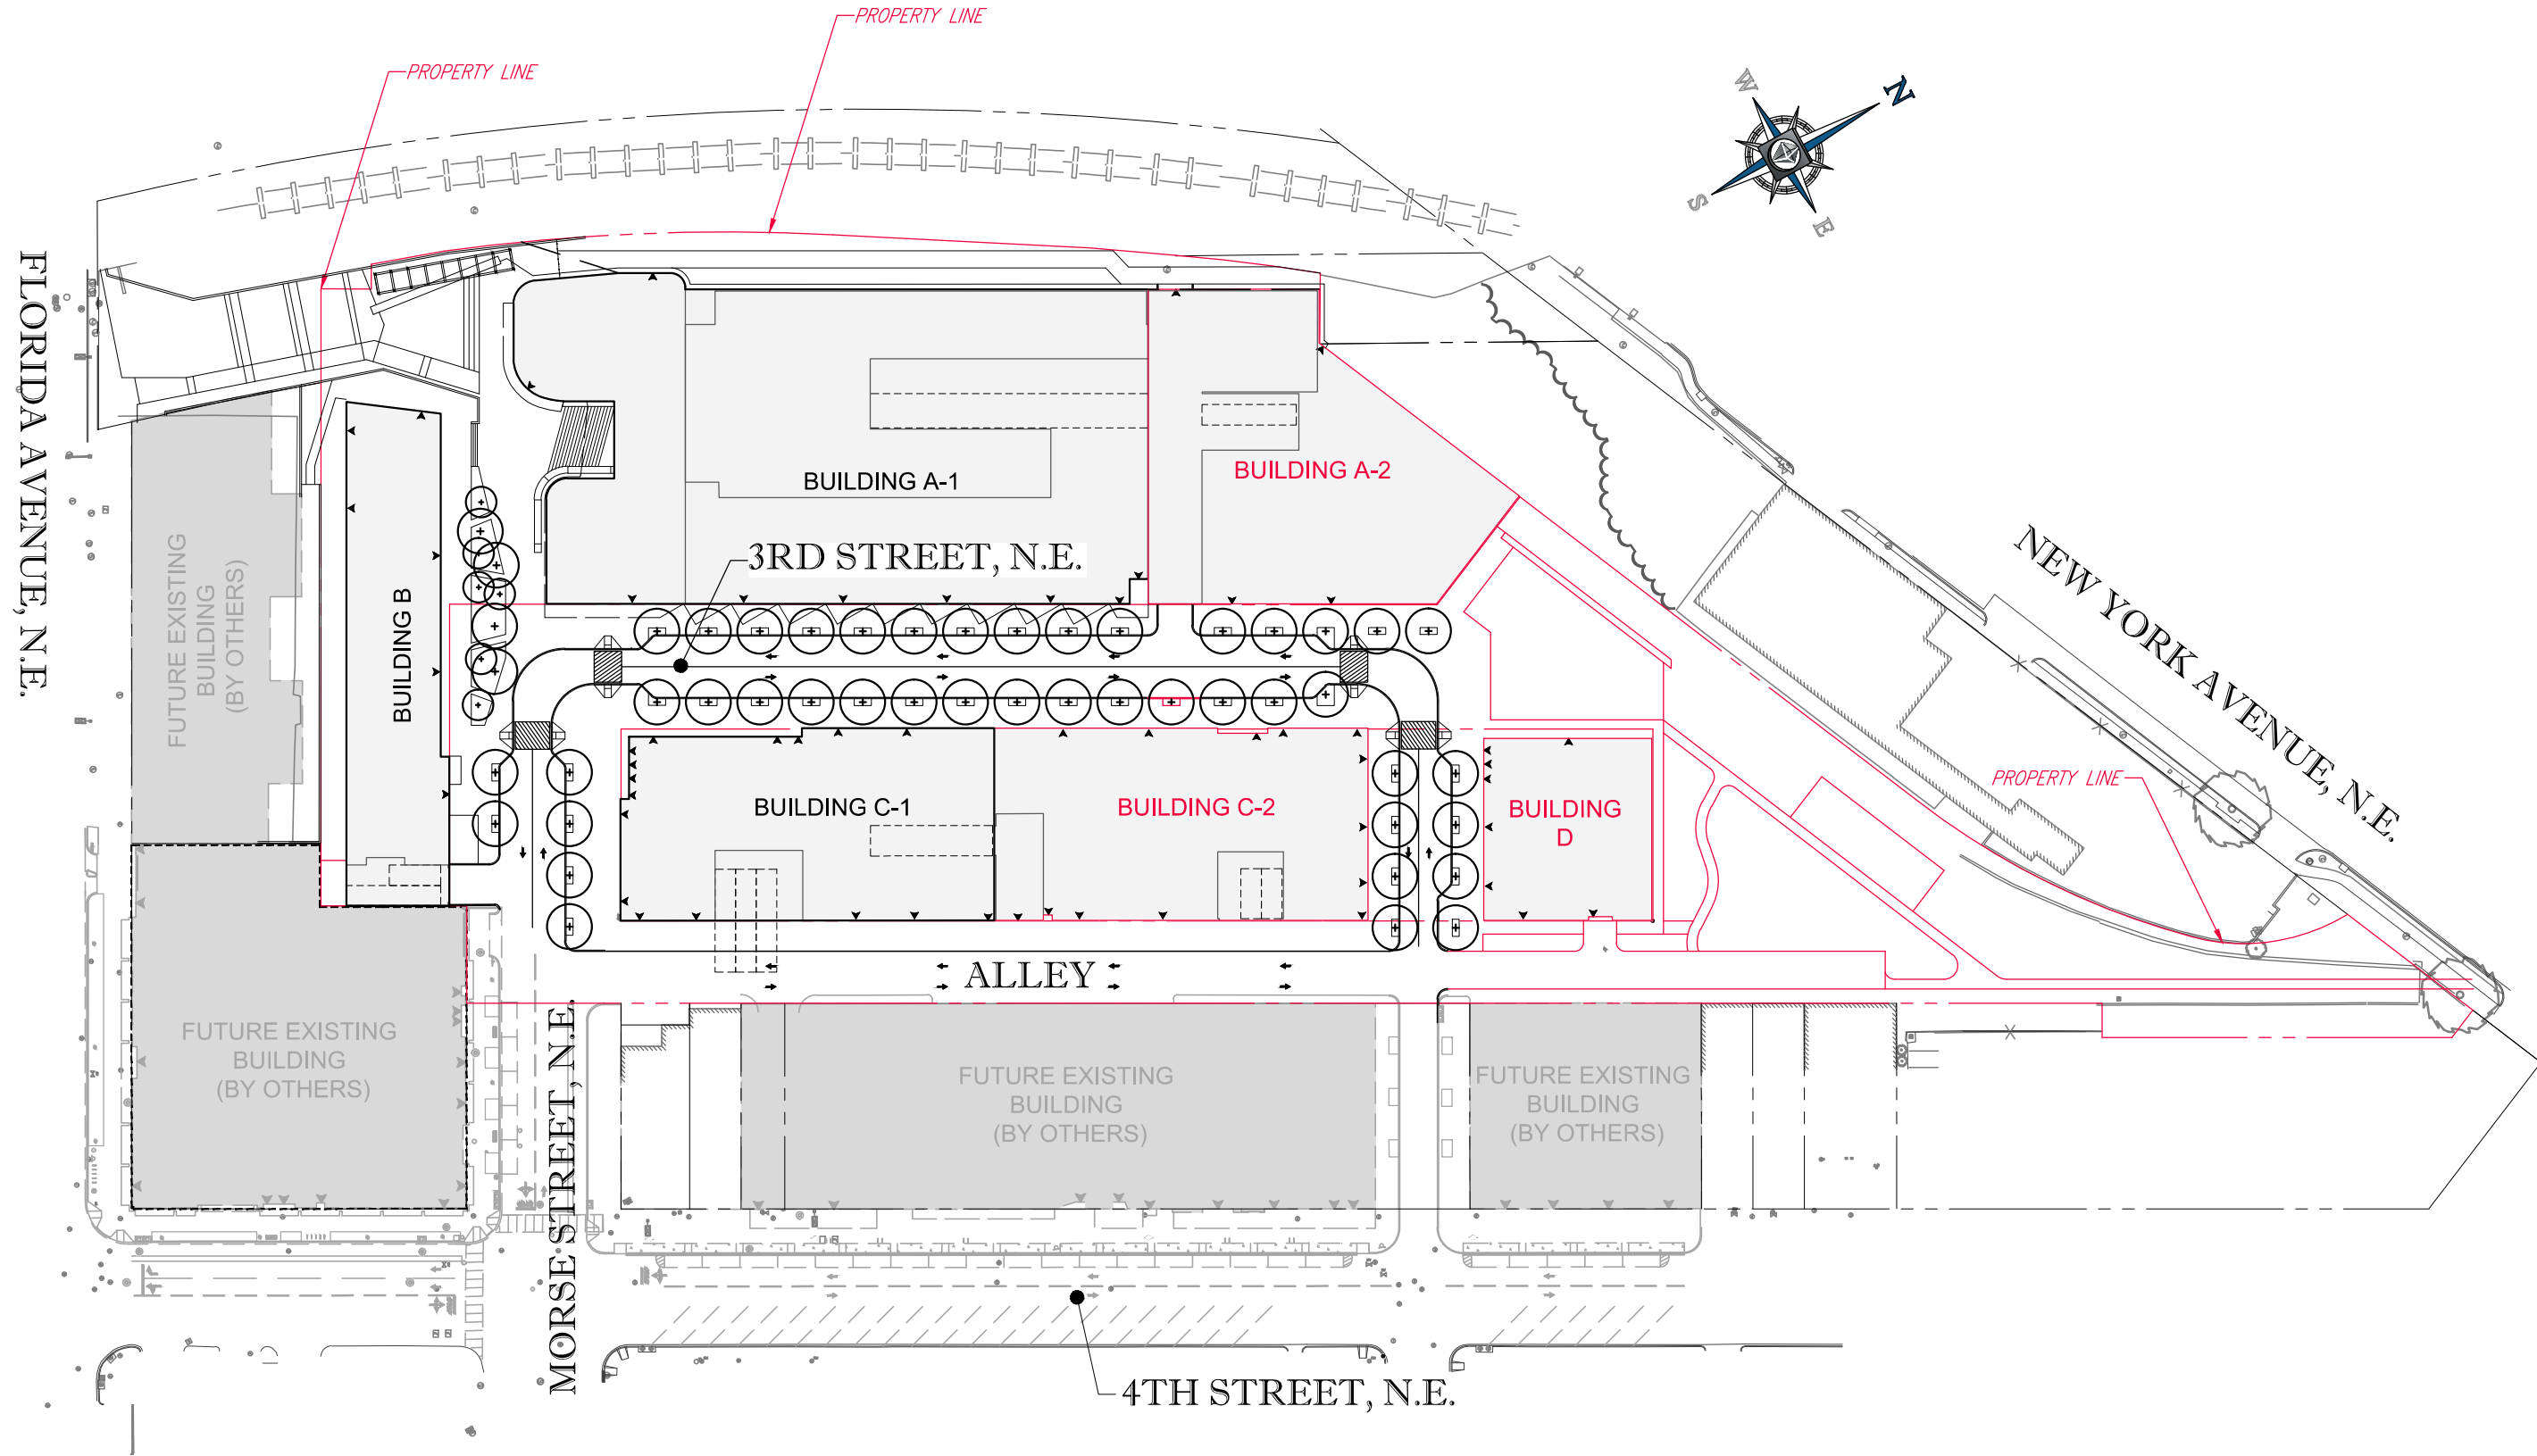 PROPERTY LINE
PROPERTY LINE
W
N
S
E
FLORIDA AVENUE, N.E.
BUILDING A-1
BUILDING A-2
3RD STREET, N.E.
NEW YORK AVENUE, N.E.
FUTURE EXISTING
BUILDING
(BY OTHERS)
BUILDING B
PROPERTY LINE
BUILDING C-1
BUILDING C-2
BUILDING
D
ALLEY
FUTURE EXISTING
BUILDING
(BY OTHERS)
MORSE STREET, N.E.
FUTURE EXISTING
BUILDING
(BY OTHERS)
FUTURE EXISTING
BUILDING
(BY OTHERS)
4TH STREET, N.E.